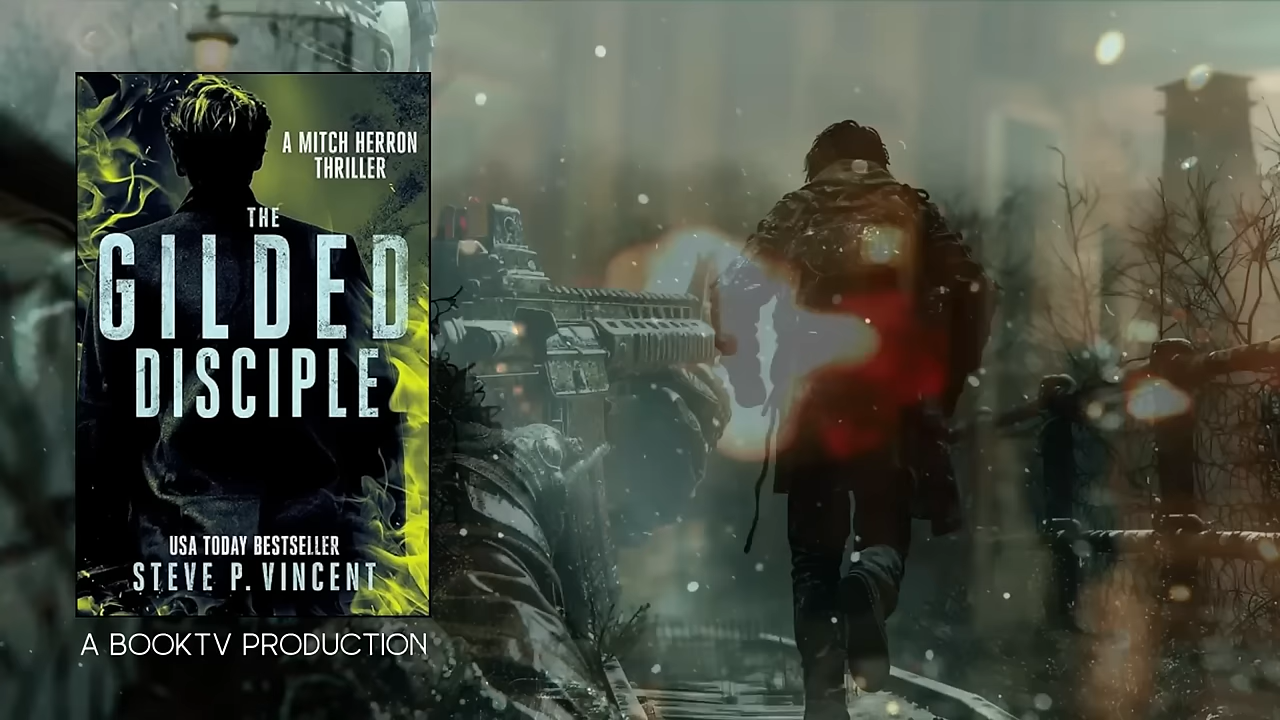 A MITCH HERRON
THRILLER
THE
GILDED
DISCIPLE
USA TODAY BESTSELLER
STEVE P. VINCENT
A BOOKTV PRODUCTION